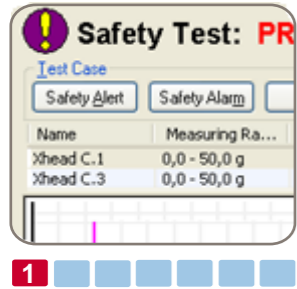 Safety Test: PR
Test Case
Safety Alert Safety Alarm
Name Measuring Ra...
Xhead C.1 0,0 - 50,0 g
Xhead C.3 0,0 - 50,0 g
1